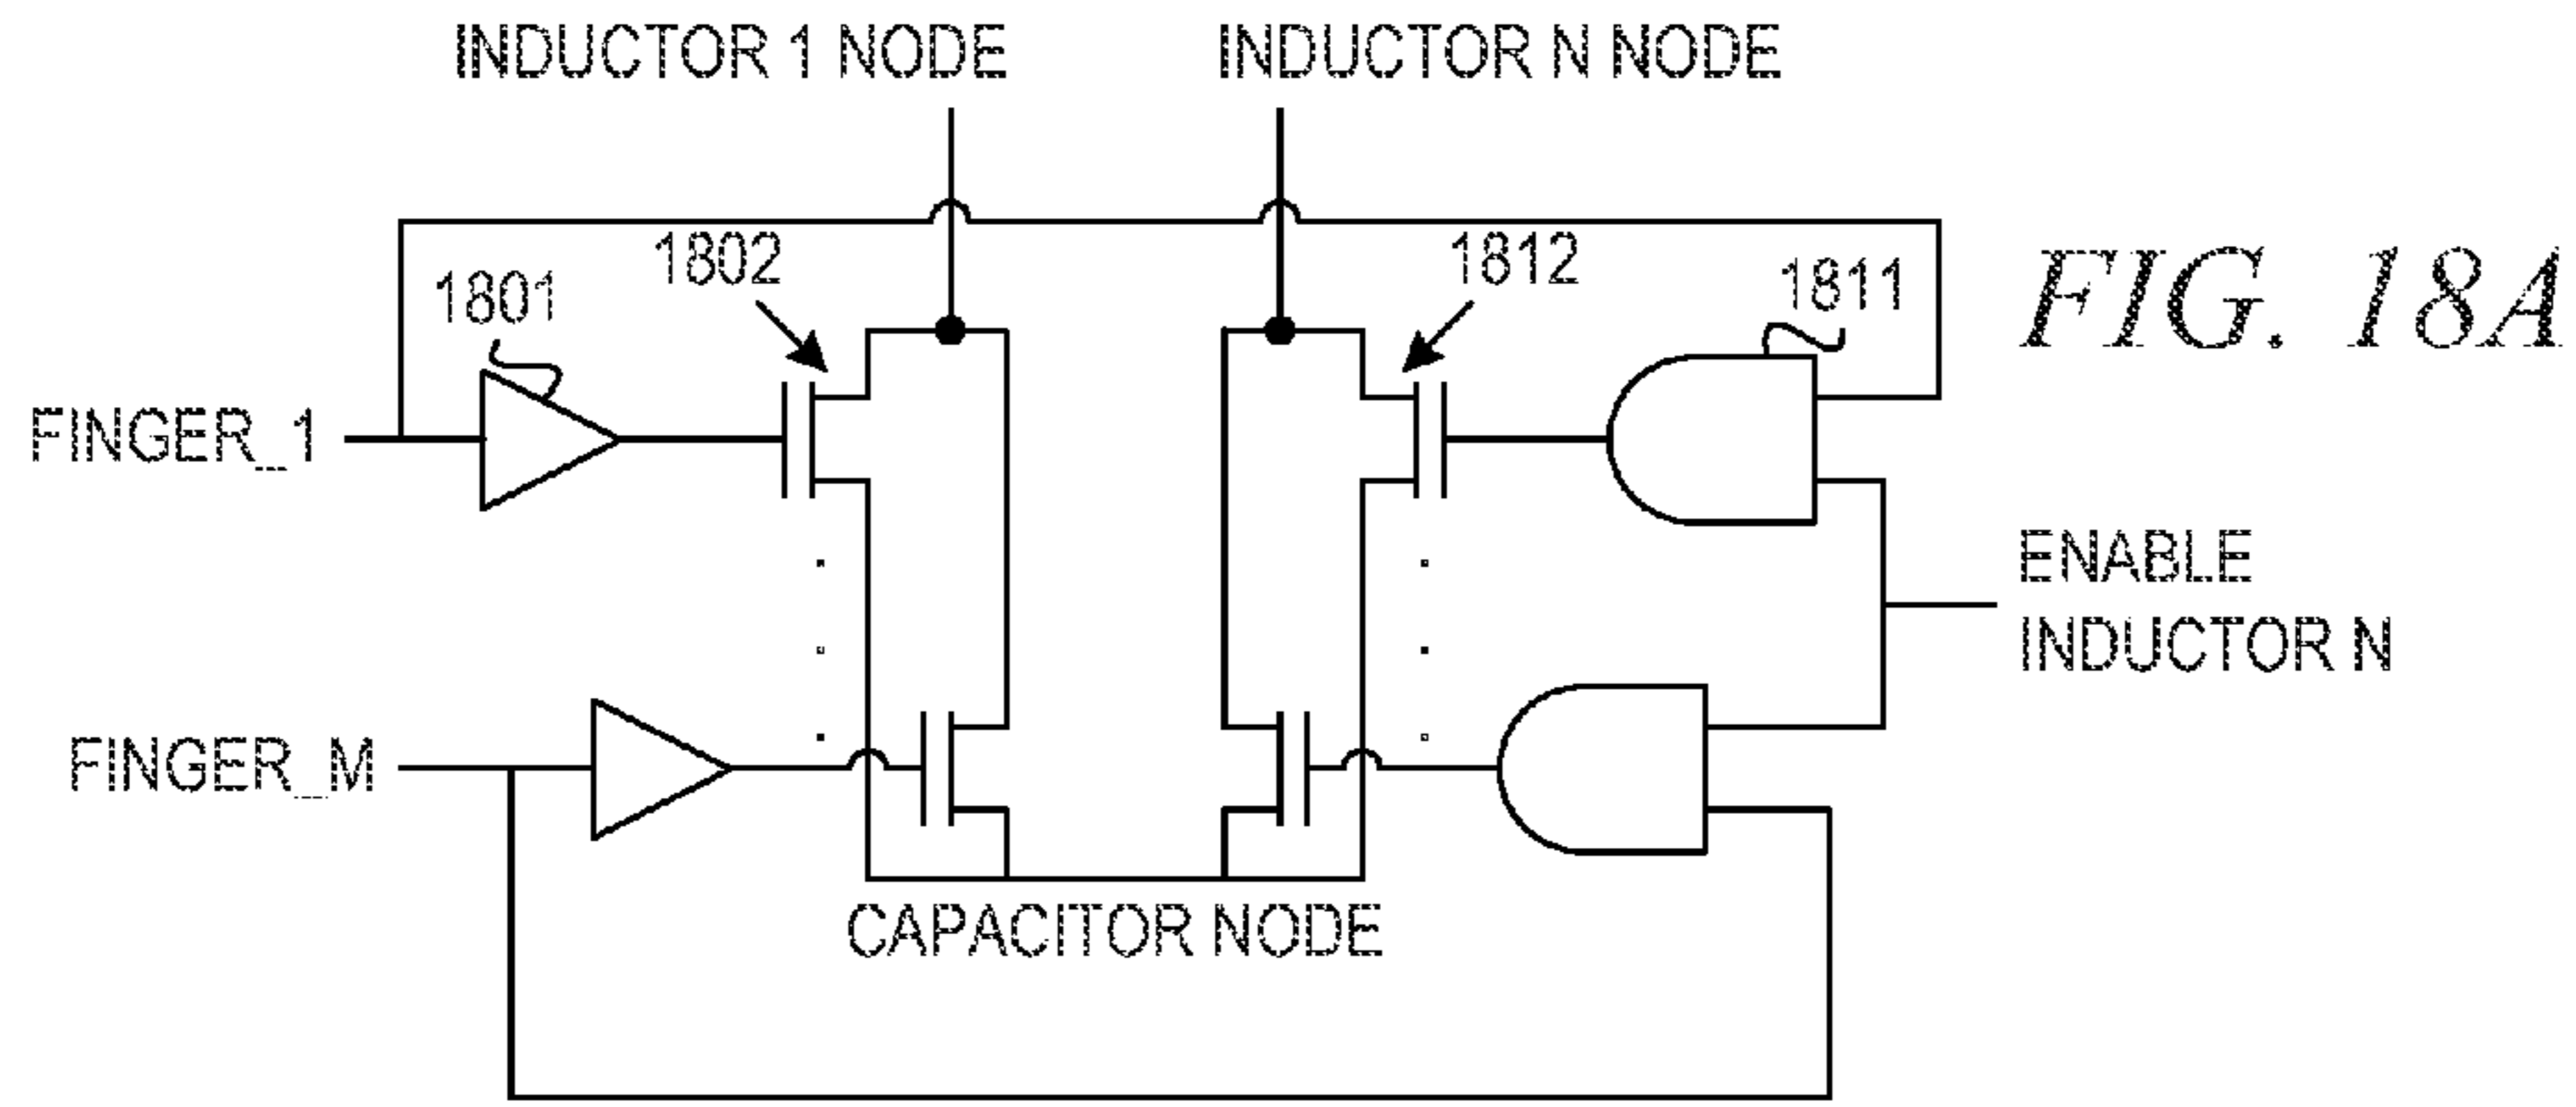 INDUCTOR 1 NODE
INDUCTOR N NODE
1802
1812
1801
1811
FIG. 18A
FINGER_1
ENABLE
INDUCTOR N
FINGER_M
CAPACITOR NODE